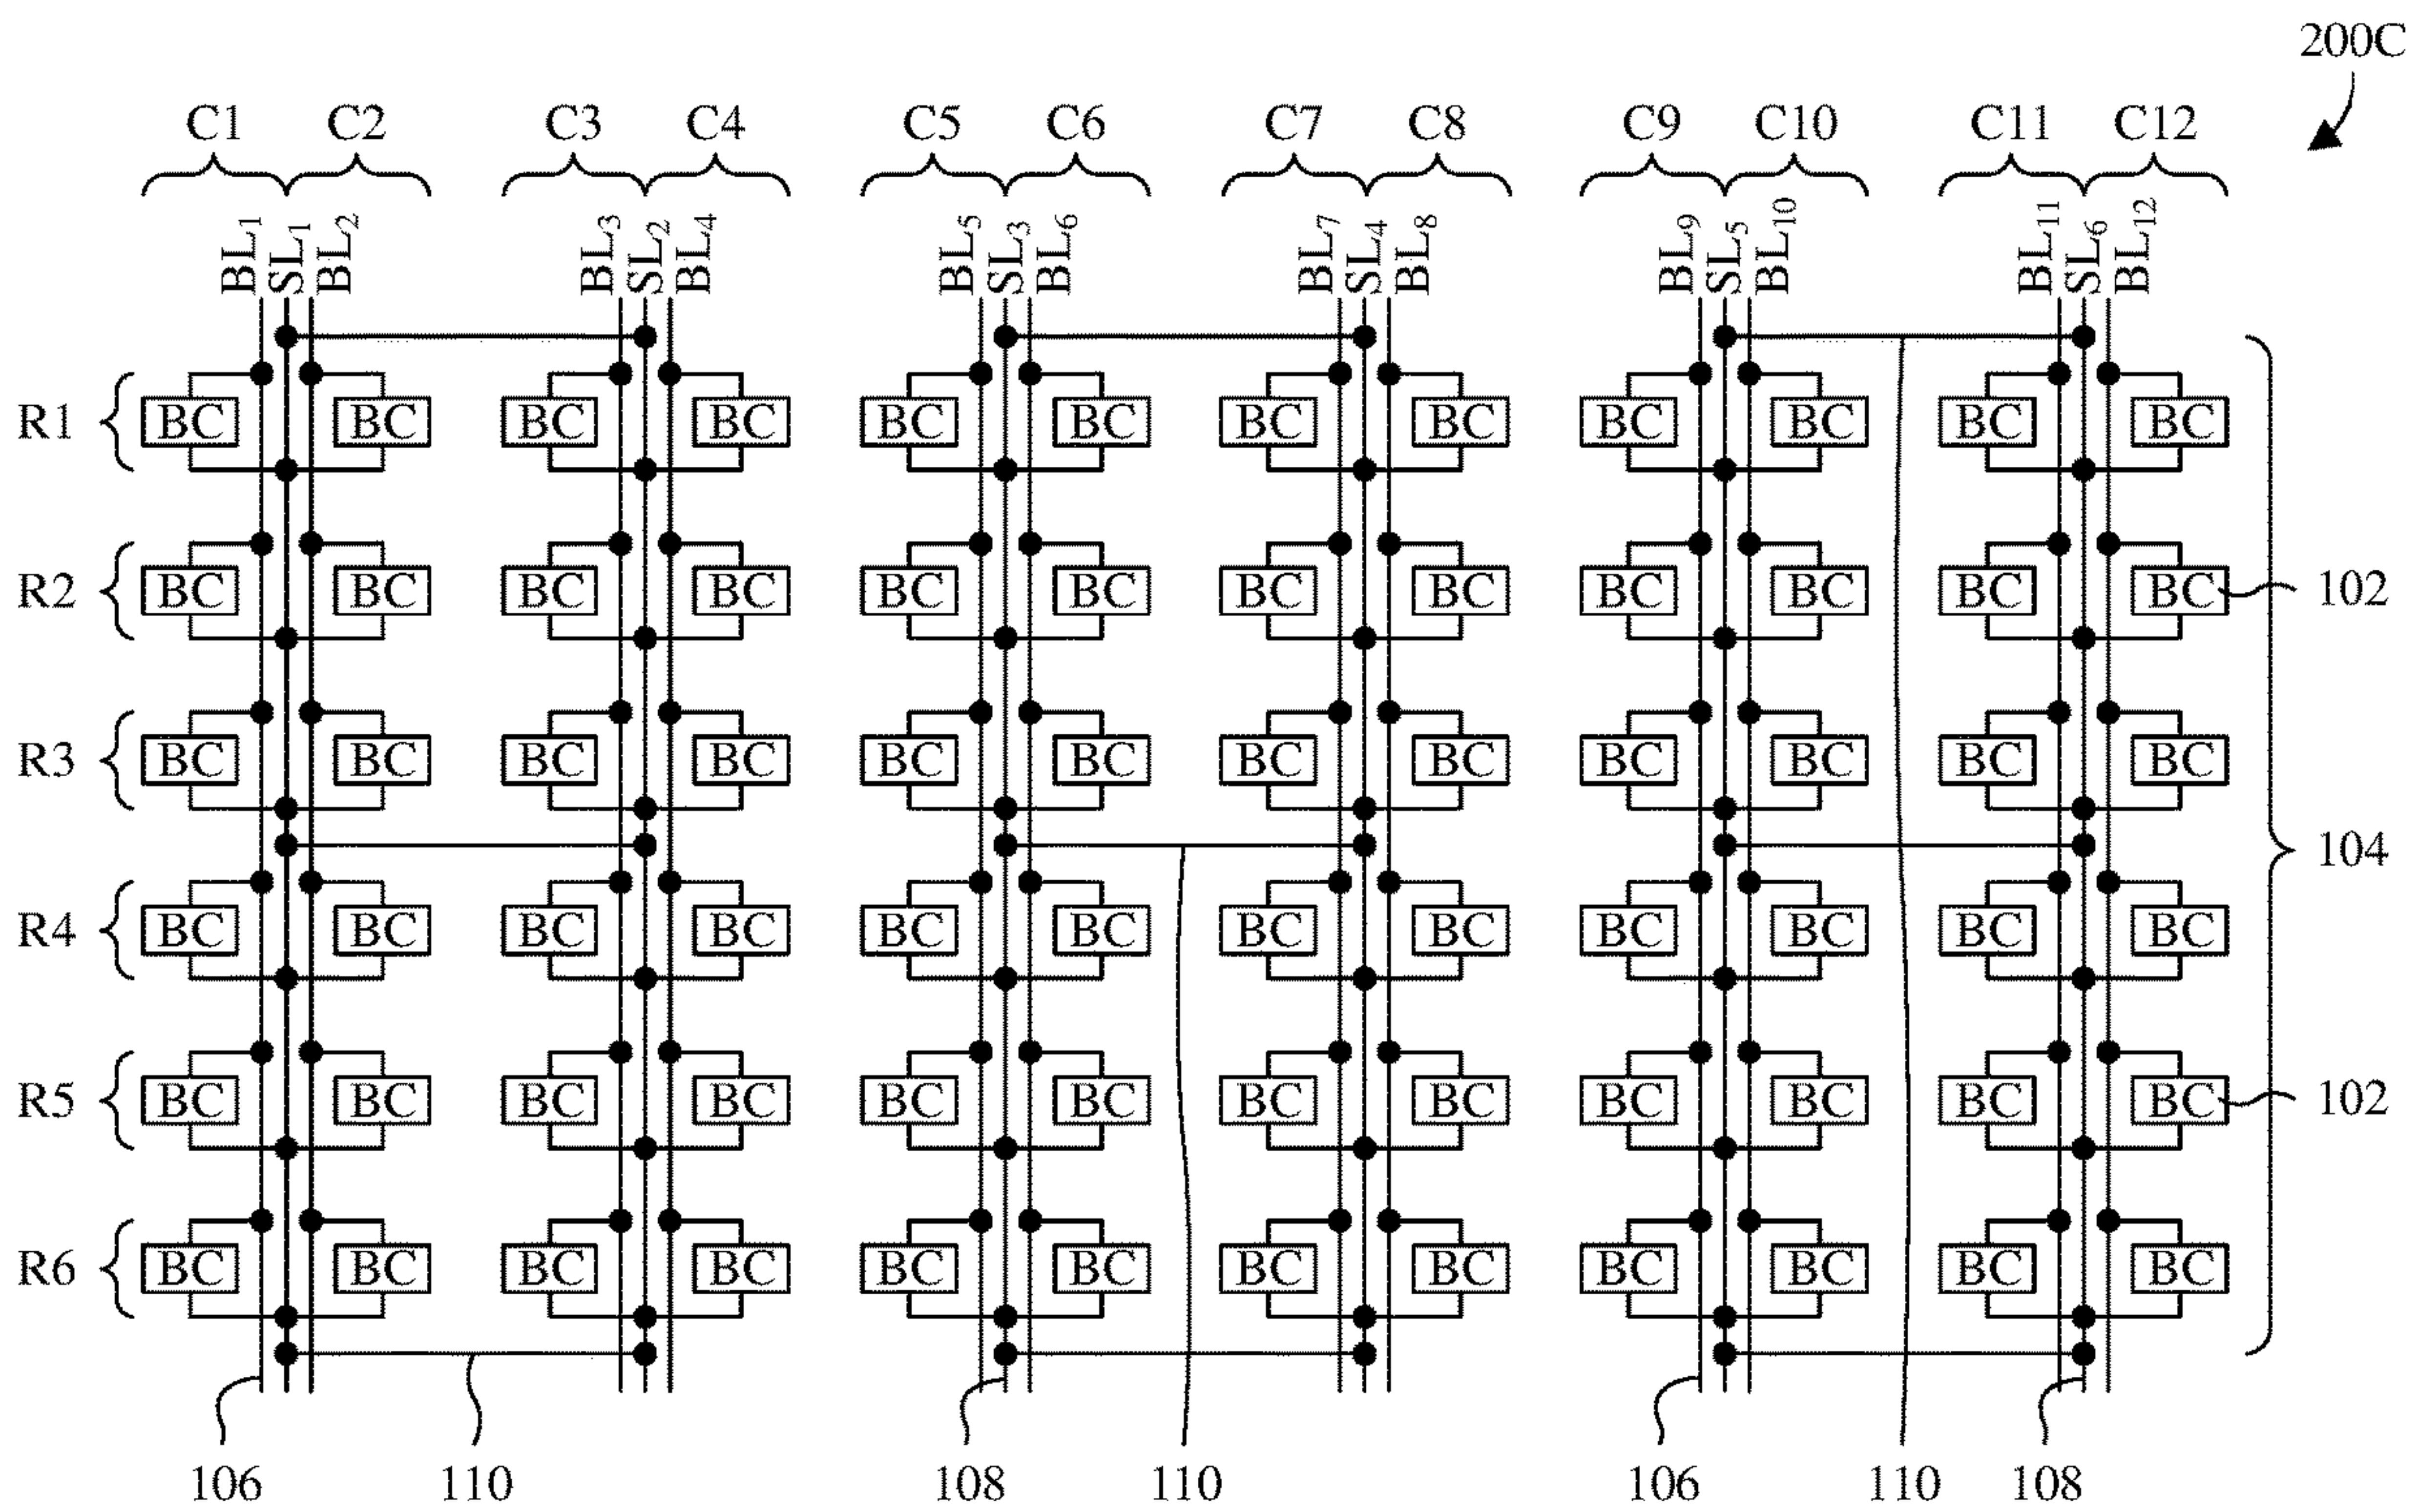 200C
C1 C2 C3 C4 C5 C6 C7 C8 C9 C10 C11 C12
BL1 SL1 BL2 BL3 SL2 BL4 BL5 SL3 BL6 BL7 SL4 BL8 BL9 SL5 BL10 BL11 SL6 BL12
R1 BC BC BC BC BC BC BC BC BC BC BC BC
R2 BC BC BC BC BC BC BC BC BC BC BC BC 102
R3 BC BC BC BC BC BC BC BC BC BC BC BC
104
R4 BC BC BC BC BC BC BC BC BC BC BC BC
R5 BC BC BC BC BC BC BC BC BC BC BC BC 102
R6 BC BC BC BC BC BC BC BC BC BC BC BC
106 110 108 110 106 110 108